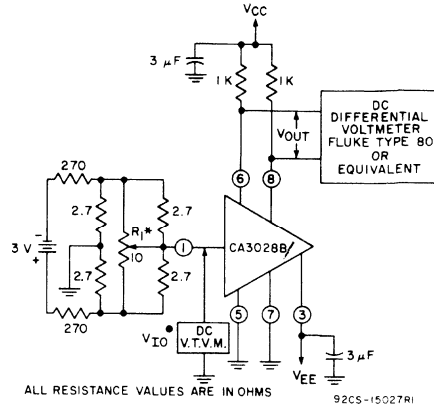 VCC
3 µF
1K
1K
DC
DIFFERENTIAL
VOLTMETER
FLUKE TYPE 80
OR
EQUIVALENT
VOUT
6
8
270
2.7
2.7
R1*
10
1
CA3028B/
3 V
-
+
2.7
2.7
270
VIO
DC
V.T.V.M.
5
7
3
3 µF
VEE
ALL RESISTANCE VALUES ARE IN OHMS
92CS-15027R1